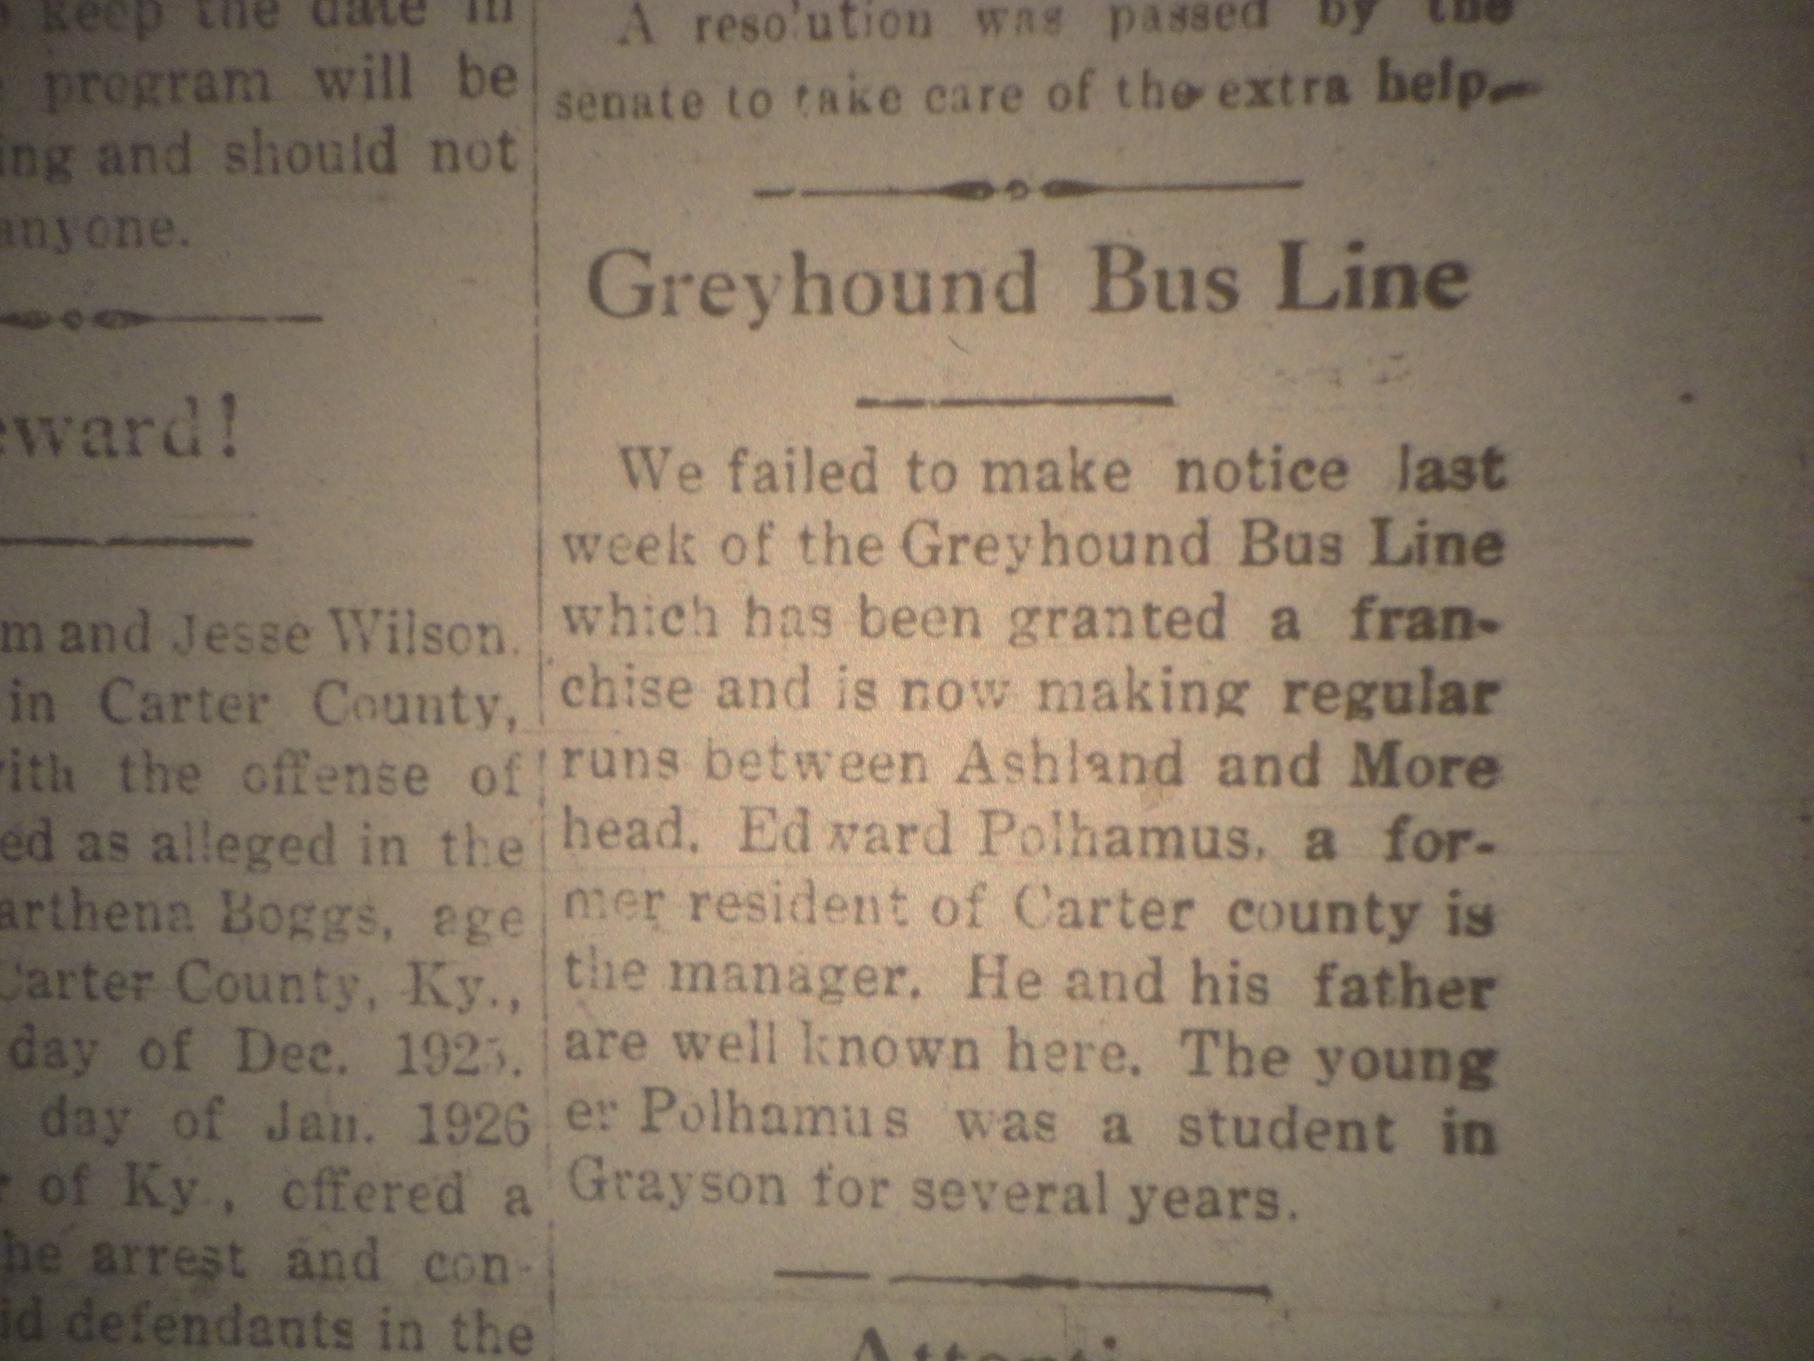 keep the date in
program will be
ing and should not
anyone.
eward!
m and Jesse Wilson.
in Carter County,
ith the offense of
ed as alleged in the
arthena Boggs, age
Carter County, Ky.,
day of Dec. 1925.
day of Jan. 1926
of Ky., offered a
he arrest and con-
id defendants in the
A resolution was passed by the
senate to take care of the extra help.
Greyhound Bus Line
We failed to make notice last
week of the Greyhound Bus Line
which has been granted a fran-
chise and is now making regular
runs between Ashland and More
head. Edward Polhamus, a for-
mer resident of Carter county is
the manager. He and his father
are well known here. The young
er Polhamus was a student in
Grayson for several years.